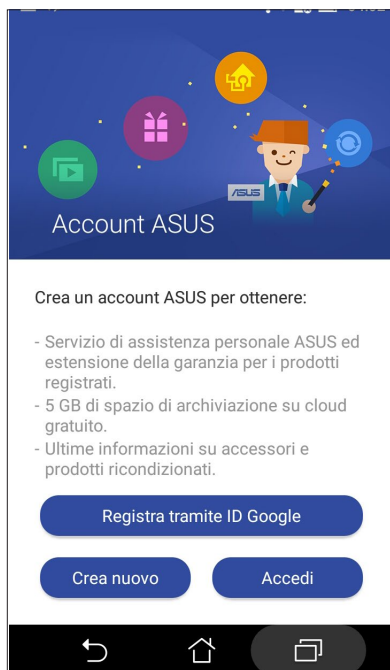 ASUS
Account ASUS
Crea un account ASUS per ottenere:
- Servizio di assistenza personale ASUS ed
estensione della garanzia per i prodotti
registrati.
- 5 GB di spazio di archiviazione su cloud
gratuito.
- Ultime informazioni su accessori e
prodotti ricondizionati.
Registra tramite ID Google
Crea nuovo
Accedi